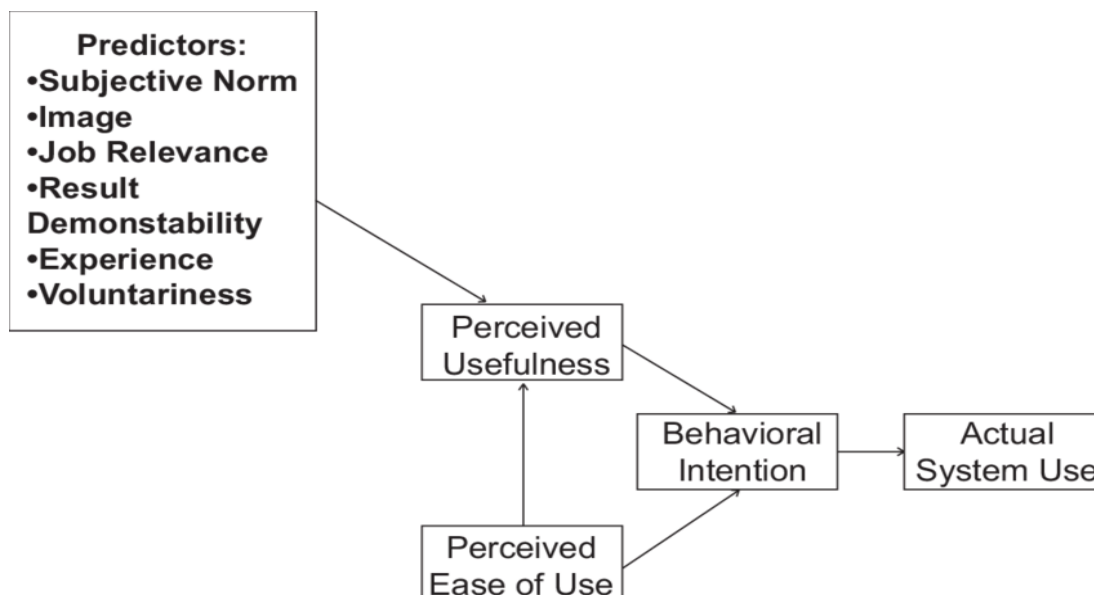 Predictors:
•Subjective Norm
•Image
•Job Relevance
•Result
Demonstability
•Experience
•Voluntariness
Perceived
Usefulness
Behavioral
Intention
Actual
System Use
Perceived
Ease of Use